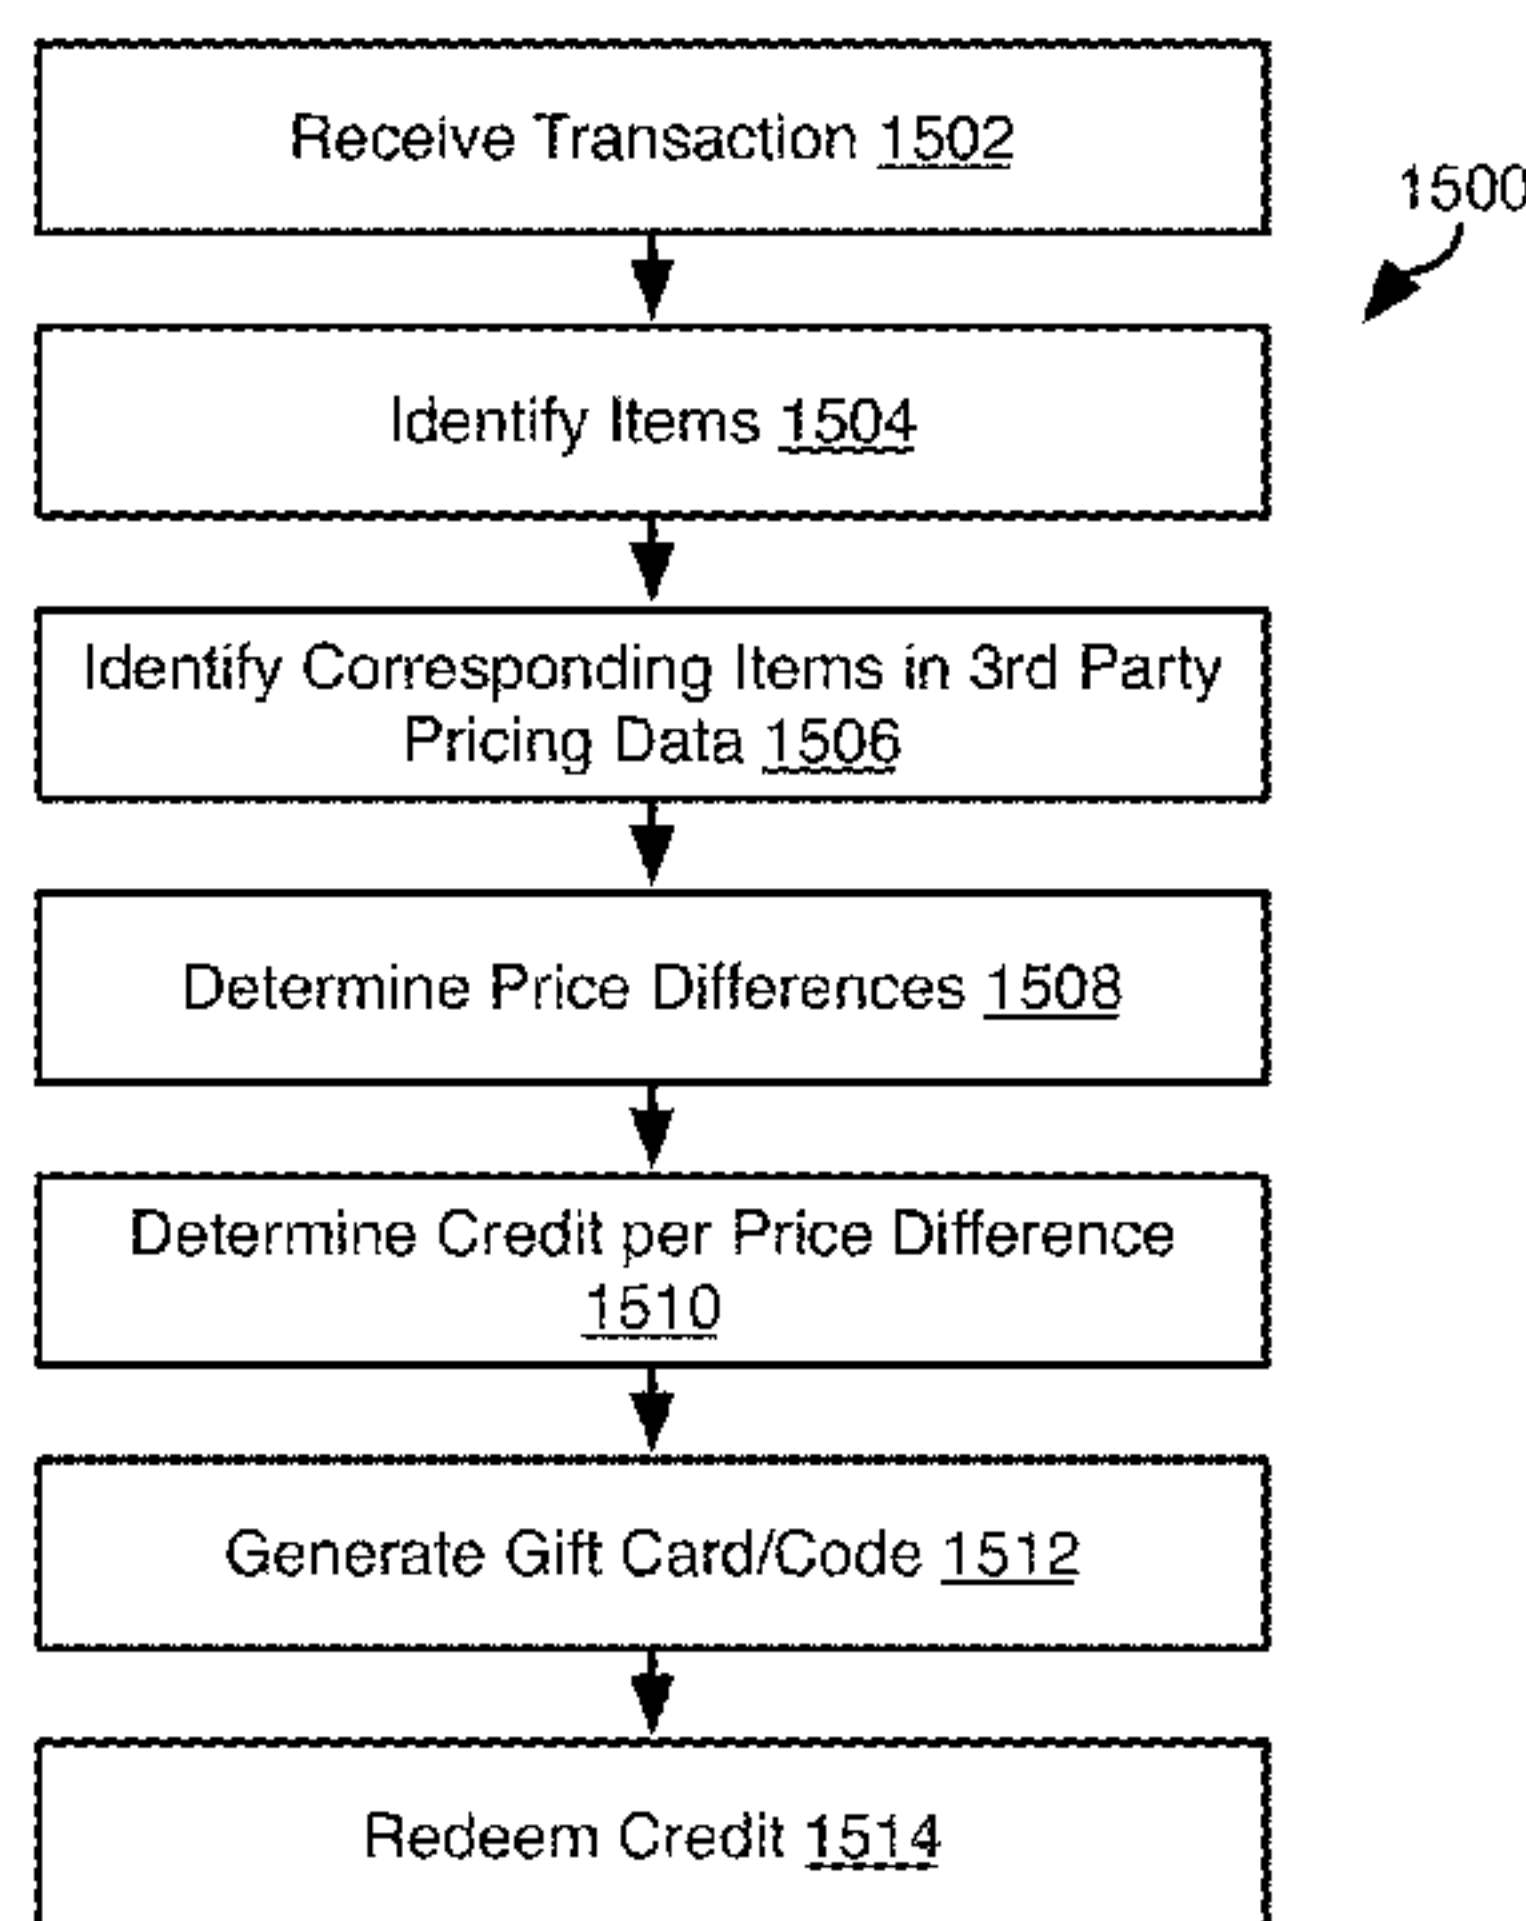 Receive Transaction 1502
1500
Identify Items 1504
Identify Corresponding Items in 3rd Party
Pricing Data 1506
Determine Price Differences 1508
Determine Credit per Price Difference
1510
Generate Gift Card/Code 1512
Redeem Credit 1514